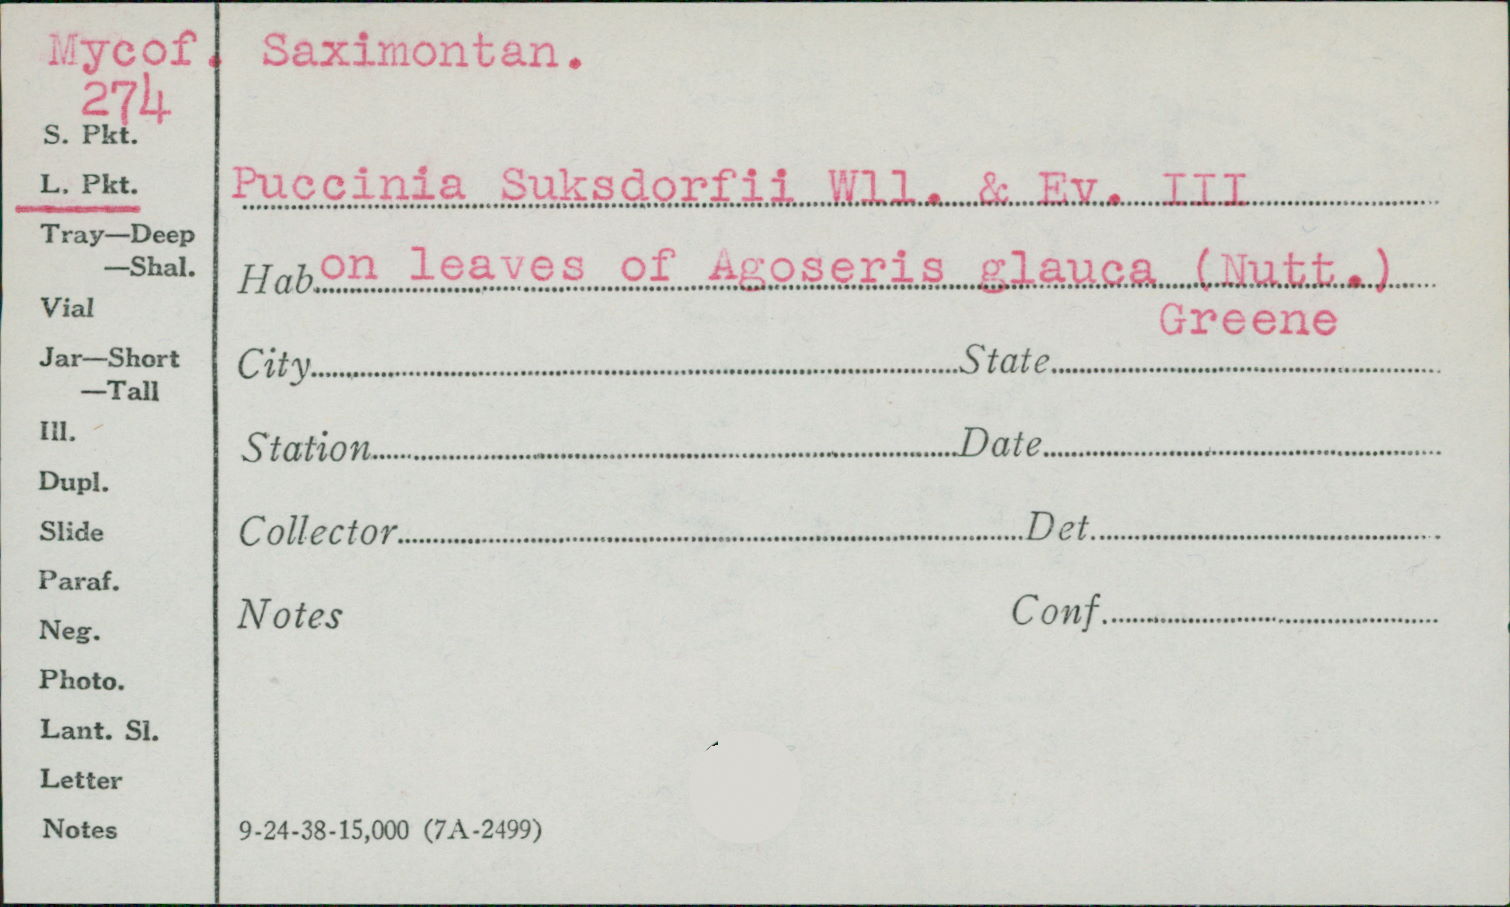 Mycof. Saximontan.
274
S. Pkt.
L. Pkt.
Puccinia Suksdorfii Wll. & Ev. III
Tray—Deep
—Shal.
Hab. on leaves of Agoseris glauca (Nutt.)
Greene
Vial
Jar—Short
—Tall
City State
Ill.
Station Date
Dupl.
Slide
Collector Det.
Paraf.
Neg.
Notes Conf.
Photo.
Lant. Sl.
Letter
Notes
9-24-38-15,000 (7A-2499)